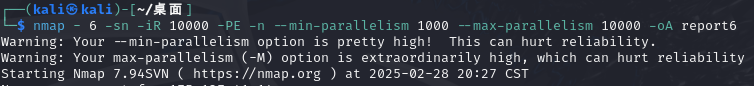 ┌──(kali㉿kali)-[~/桌面]
└─$ nmap - 6 -sn -iR 10000 -PE -n --min-parallelism 1000 --max-parallelism 10000 -oA report6
Warning: Your --min-parallelism option is pretty high!  This can hurt reliability.
Warning: Your max-parallelism (-M) option is extraordinarily high, which can hurt reliability
Starting Nmap 7.94SVN ( https://nmap.org ) at 2025-02-28 20:27 CST